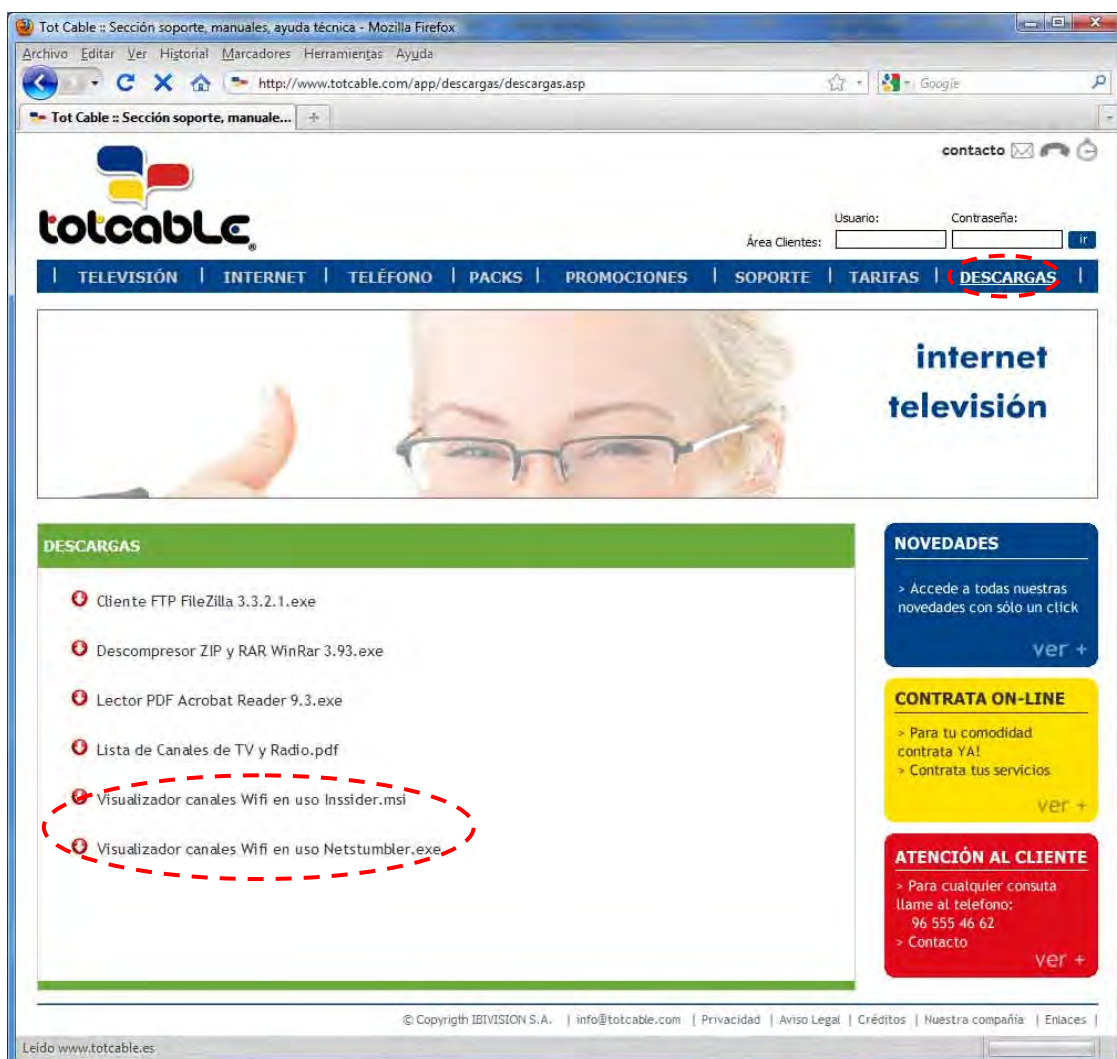 Tot Cable :: Sección soporte, manuales, ayuda técnica - Mozilla Firefox
Archivo Editar Ver Historial Marcadores Herramientas Ayuda
http://www.totcable.com/app/descargas/descargas.asp
Google
Tot Cable :: Sección soporte, manuale...
contacto
totcable®
Usuario: Contraseña:
Área Clientes: ir
| TELEVISIÓN | INTERNET | TELÉFONO | PACKS | PROMOCIONES | SOPORTE | TARIFAS | DESCARGAS |
internet
televisión
DESCARGAS
Cliente FTP FileZilla 3.3.2.1.exe
Descompresor ZIP y RAR WinRar 3.93.exe
Lector PDF Acrobat Reader 9.3.exe
Lista de Canales de TV y Radio.pdf
Visualizador canales Wifi en uso Inssider.msi
Visualizador canales Wifi en uso Netstumbler.exe
NOVEDADES
> Accede a todas nuestras
novedades con sólo un click
ver +
CONTRATA ON-LINE
> Para tu comodidad
contrata YA!
> Contrata tus servicios
ver +
ATENCIÓN AL CLIENTE
> Para cualquier consuta
llame al telefono:
96 555 46 62
> Contacto
ver +
© Copyrigth IBIVISION S.A. | info@totcable.com | Privacidad | Aviso Legal | Créditos | Nuestra compañia | Enlaces |
Leído www.totcable.es